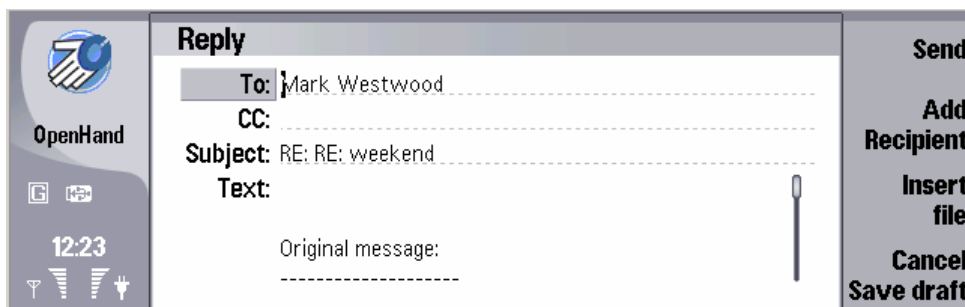 Reply
To: Mark Westwood
CC:
Subject: RE: RE: weekend
Text:
Original message:
--------------------
OpenHand
G
12:23
Send
Add
Recipient
Insert
file
Cancel
Save draft